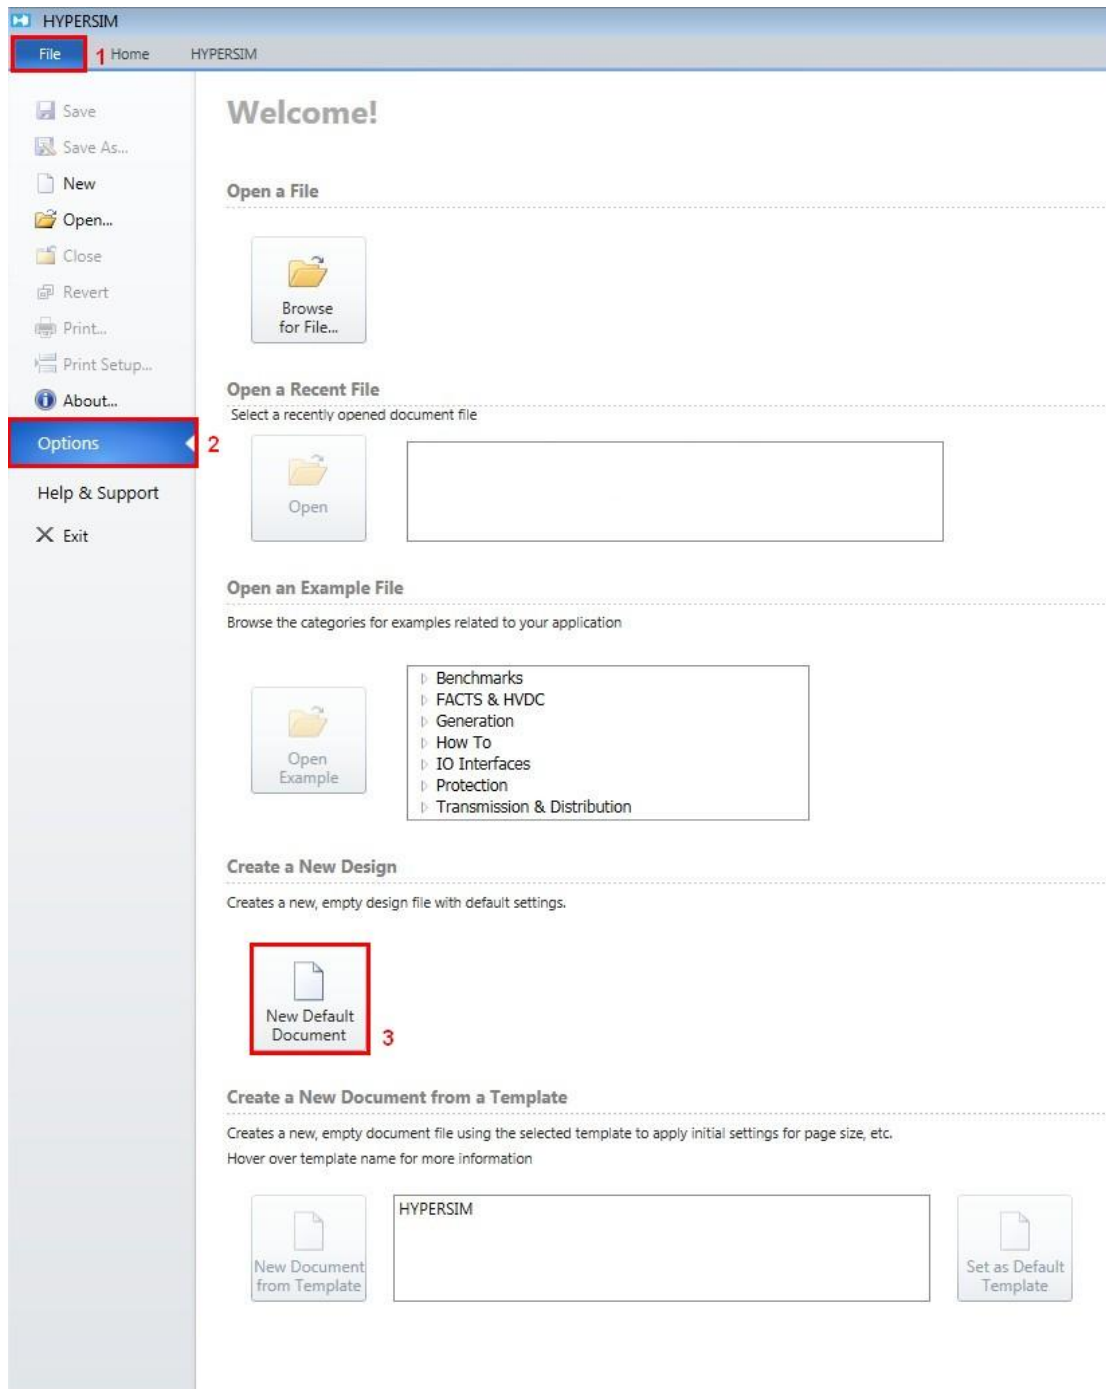 HYPERSIM
File 1 Home HYPERSIM
Save
Save As...
New
Open...
Close
Revert
Print...
Print Setup...
About...
Options 2
Help & Support
Exit
Welcome!
Open a File
Browse
for File...
Open a Recent File
Select a recently opened document file
Open
Open an Example File
Browse the categories for examples related to your application
Open
Example
Benchmarks
FACTS & HVDC
Generation
How To
IO Interfaces
Protection
Transmission & Distribution
Create a New Design
Creates a new, empty design file with default settings.
New Default
Document 3
Create a New Document from a Template
Creates a new, empty document file using the selected template to apply initial settings for page size, etc.
Hover over template name for more information
New Document
from Template
HYPERSIM
Set as Default
Template